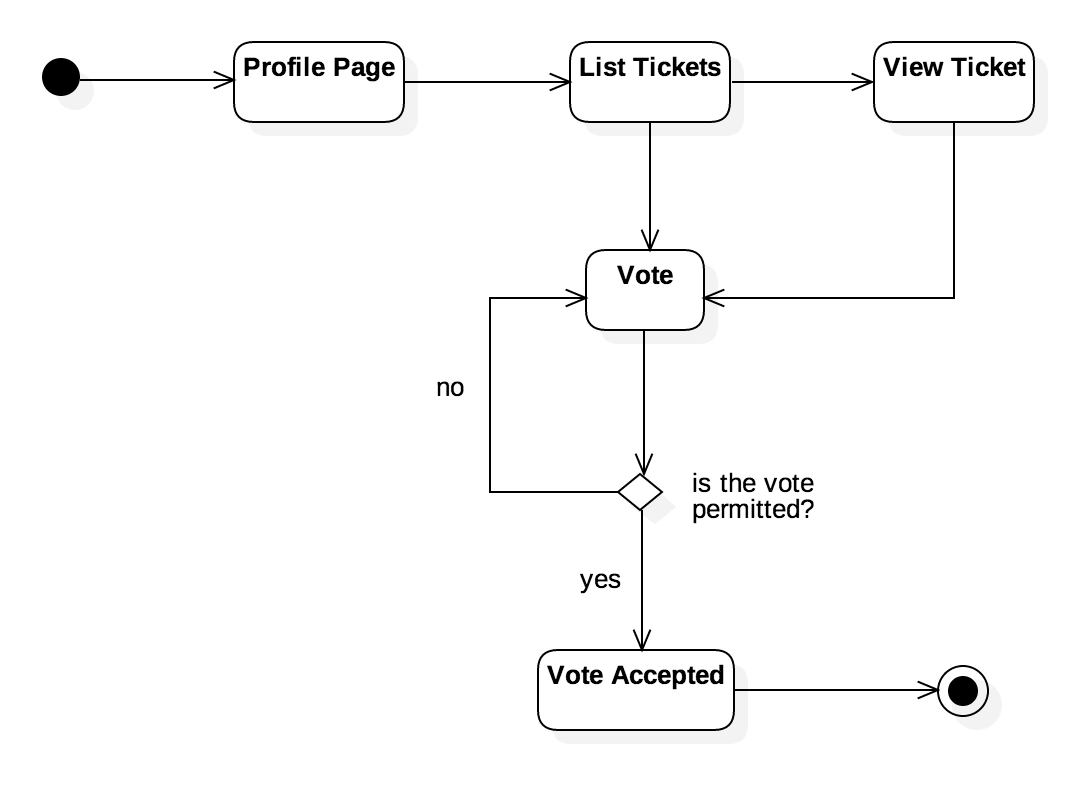 Profile Page
List Tickets
View Ticket
Vote
no
is the vote
permitted?
yes
Vote Accepted